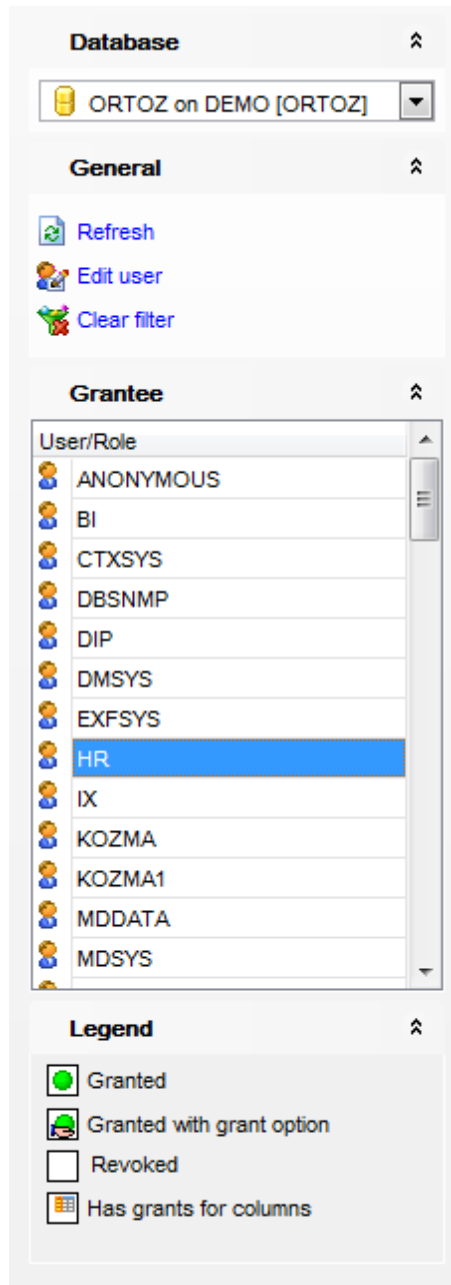 Database
ORTOZ on DEMO [ORTOZ]
General
Refresh
Edit user
Clear filter
Grantee
User/Role
ANONYMOUS
BI
CTXSYS
DBSNMP
DIP
DMSYS
EXFSYS
HR
IX
KOZMA
KOZMA1
MDDATA
MDSYS
Legend
Granted
Granted with grant option
Revoked
Has grants for columns